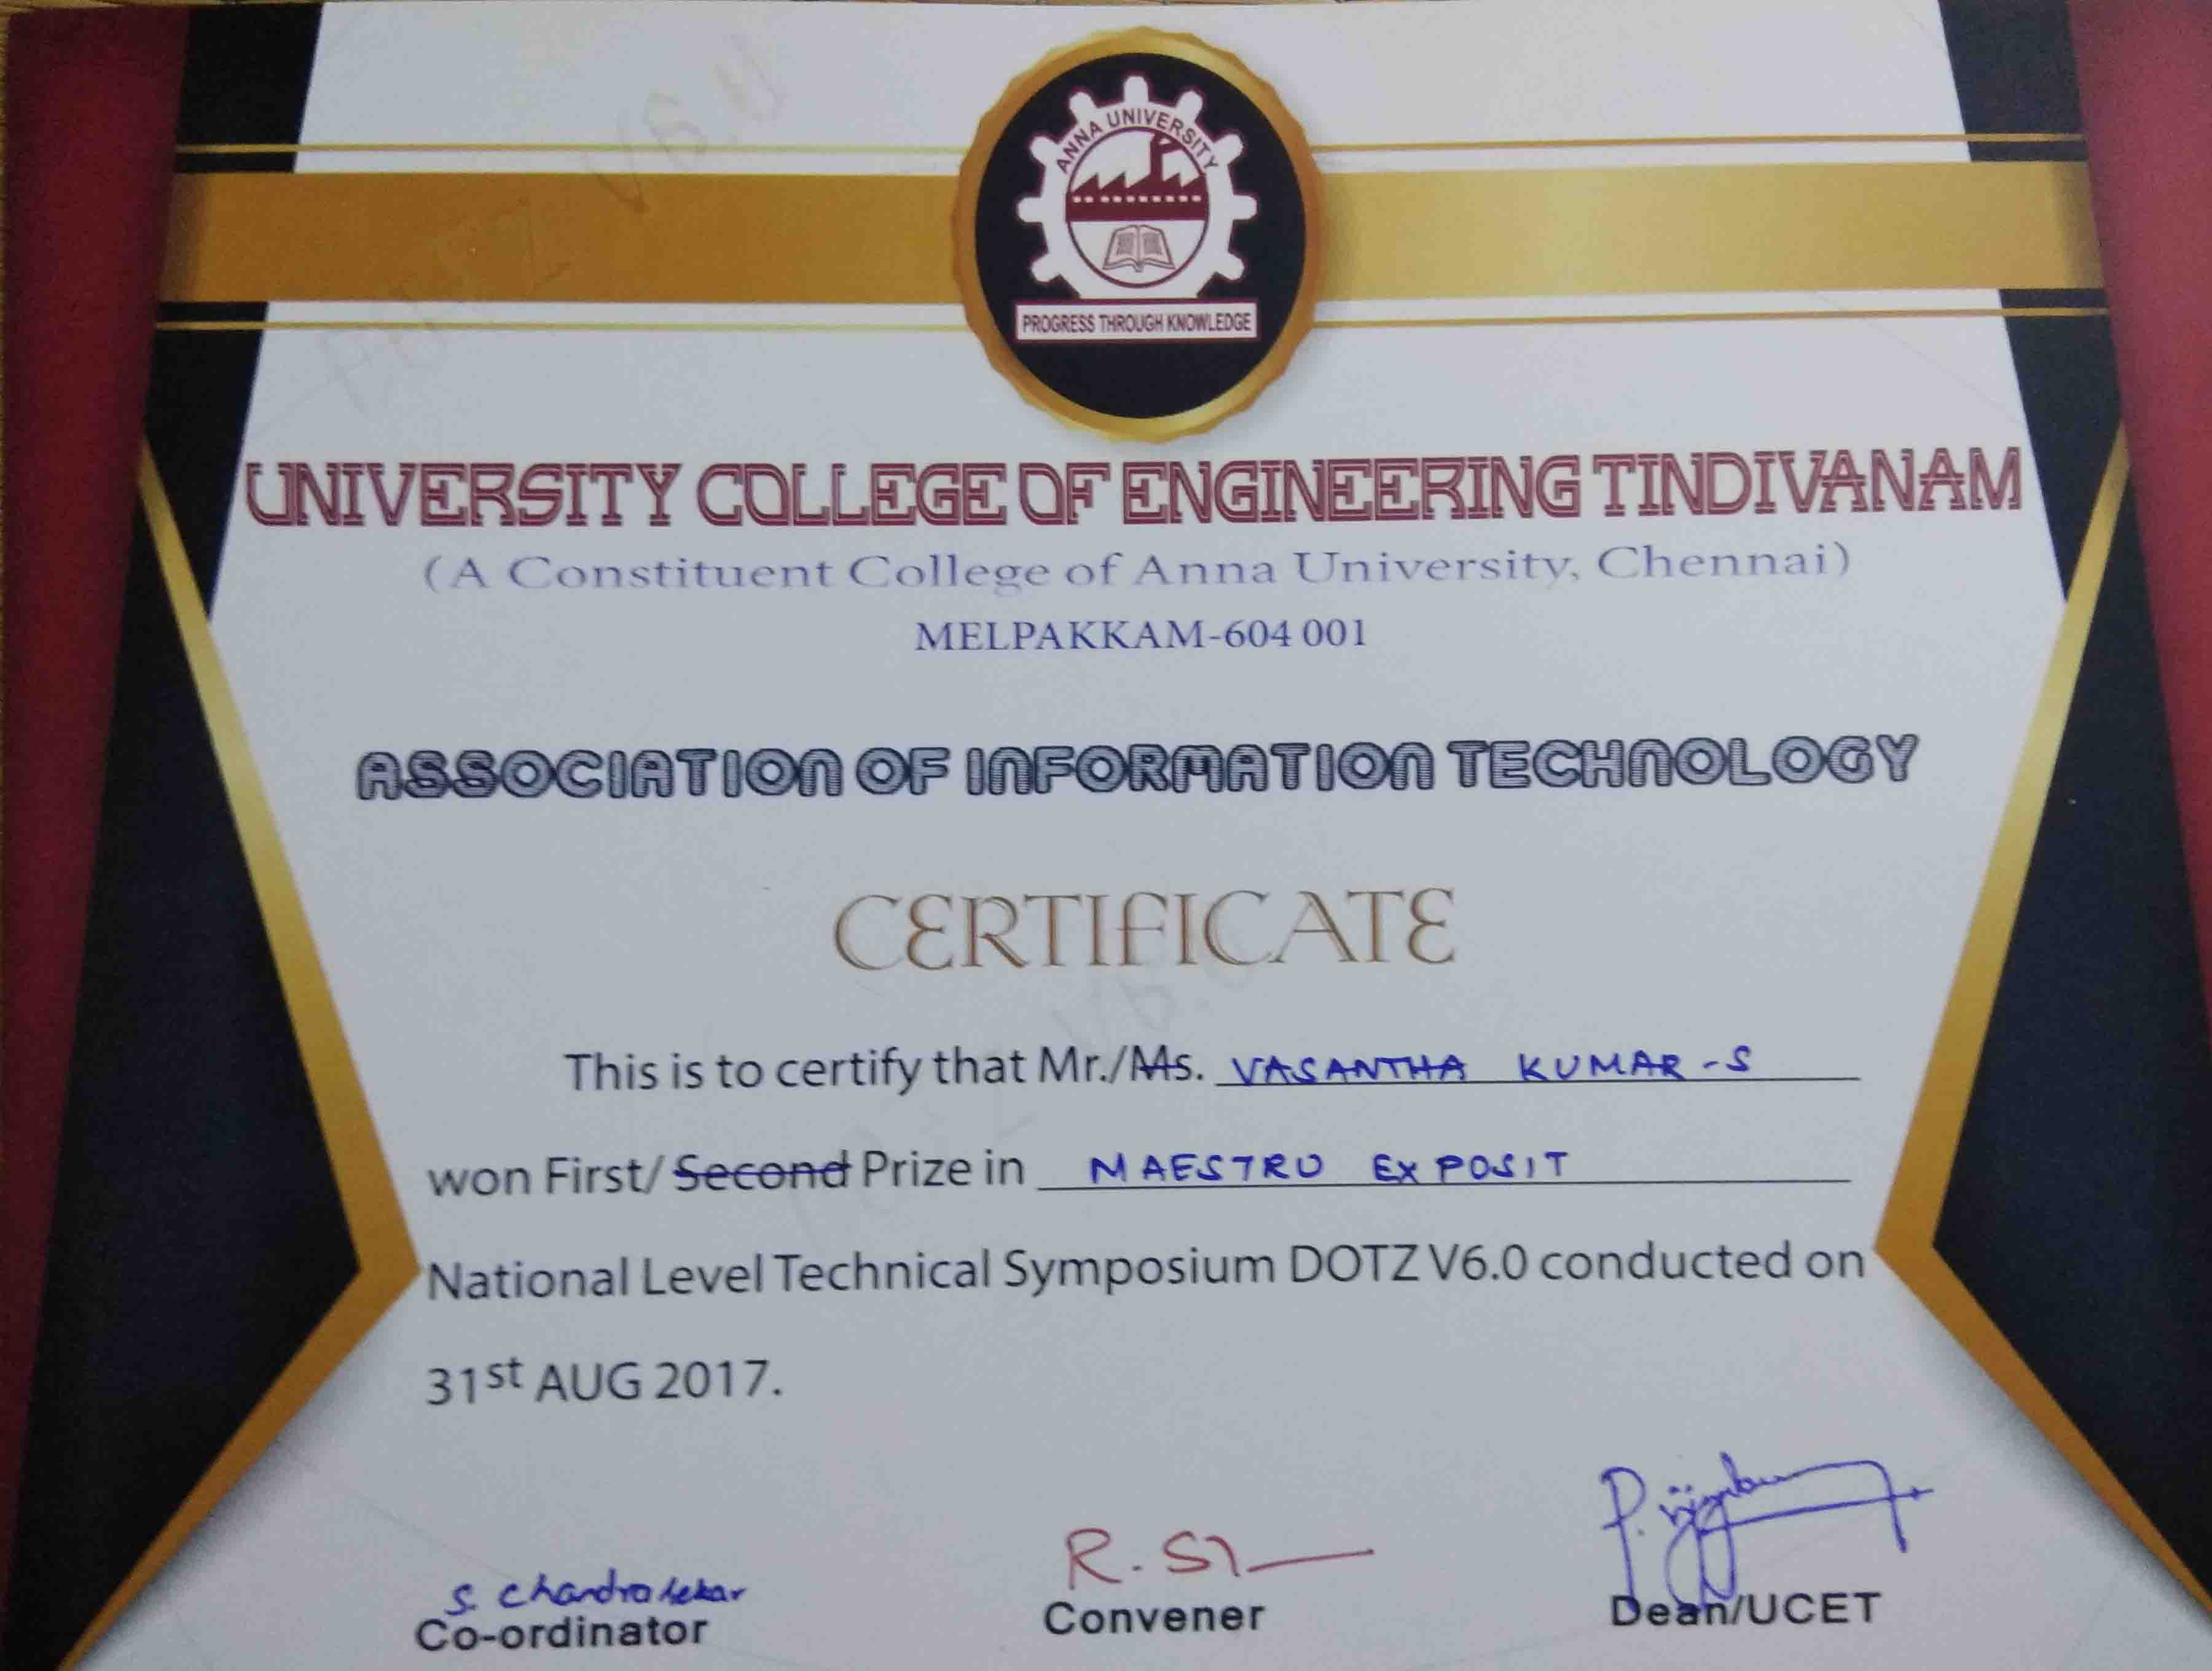 ANNA UNIVERSITY
PROGRESS THROUGH KNOWLEDGE
UNIVERSITY COLLEGE OF ENGINEERING TINDIVANAM
(A Constituent College of Anna University, Chennai)
MELPAKKAM-604 001
ASSOCIATION OF INFORMATION TECHNOLOGY
CERTIFICATE
This is to certify that Mr./Ms. VASANTHA KUMAR-S
won First/ Second Prize in MAESTRO EXPOSIT
National Level Technical Symposium DOTZ V6.0 conducted on
31st AUG 2017.
S. Chandrasekar
Co-ordinator
Convener
Dean/UCET